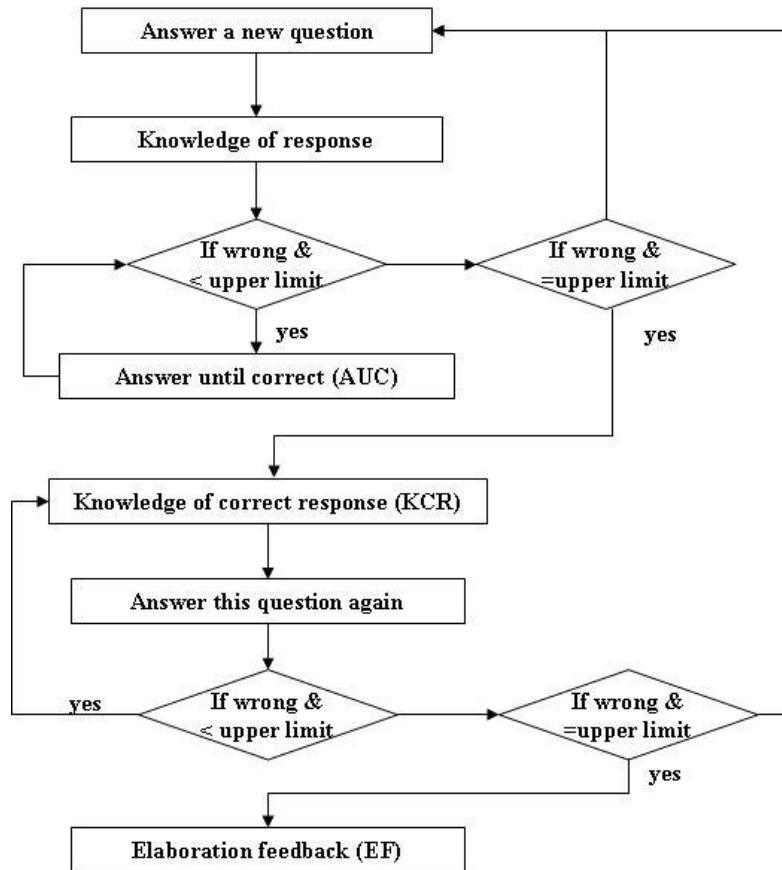 Answer a new question
Knowledge of response
If wrong &
< upper limit
If wrong &
=upper limit
yes
yes
Answer until correct (AUC)
Knowledge of correct response (KCR)
Answer this question again
If wrong &
< upper limit
If wrong &
=upper limit
yes
yes
Elaboration feedback (EF)